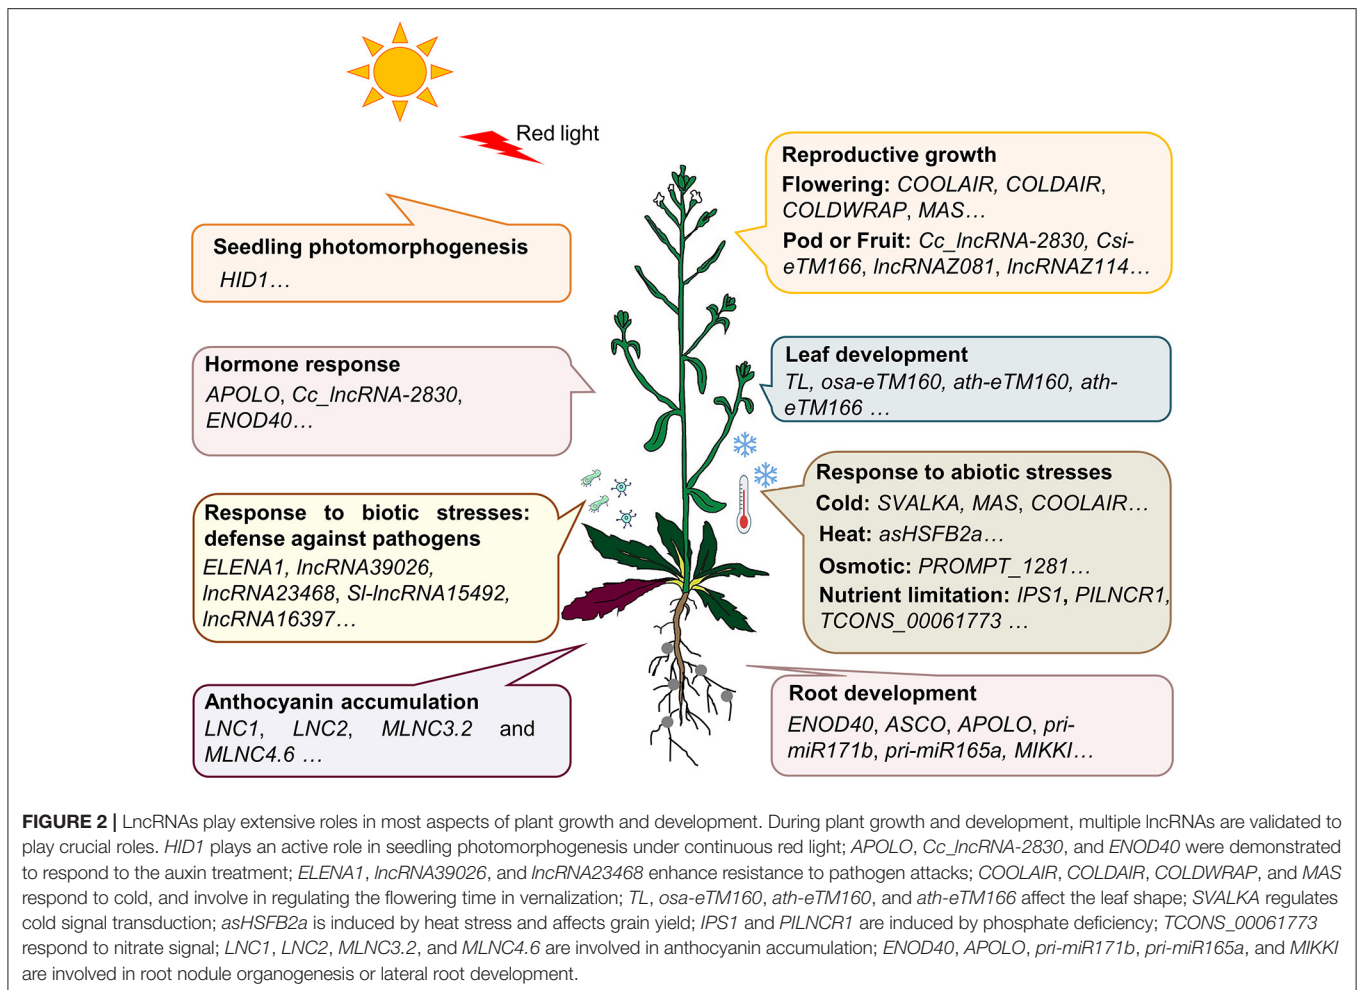 Red light
Seedling photomorphogenesis
HID1…
Hormone response
APOLO, Cc_lncRNA-2830,
ENOD40…
Response to biotic stresses:
defense against pathogens
ELENA1, lncRNA39026,
lncRNA23468, Sl-lncRNA15492,
lncRNA16397…
Anthocyanin accumulation
LNC1, LNC2, MLNC3.2 and
MLNC4.6 …
Reproductive growth
Flowering: COOLAIR, COLDAIR,
COLDWRAP, MAS…
Pod or Fruit: Cc_lncRNA-2830, Csi-
eTM166, lncRNAZ081, lncRNAZ114…
Leaf development
TL, osa-eTM160, ath-eTM160, ath-
eTM166 …
Response to abiotic stresses
Cold: SVALKA, MAS, COOLAIR…
Heat: asHSFB2a…
Osmotic: PROMPT_1281…
Nutrient limitation: IPS1, PILNCR1,
TCONS_00061773 …
Root development
ENOD40, ASCO, APOLO, pri-
miR171b, pri-miR165a, MIKKI…
FIGURE 2 | LncRNAs play extensive roles in most aspects of plant growth and development. During plant growth and development, multiple lncRNAs are validated to
play crucial roles. HID1 plays an active role in seedling photomorphogenesis under continuous red light; APOLO, Cc_lncRNA-2830, and ENOD40 were demonstrated
to respond to the auxin treatment; ELENA1, lncRNA39026, and lncRNA23468 enhance resistance to pathogen attacks; COOLAIR, COLDAIR, COLDWRAP, and MAS
respond to cold, and involve in regulating the flowering time in vernalization; TL, osa-eTM160, ath-eTM160, and ath-eTM166 affect the leaf shape; SVALKA regulates
cold signal transduction; asHSFB2a is induced by heat stress and affects grain yield; IPS1 and PILNCR1 are induced by phosphate deficiency; TCONS_00061773
respond to nitrate signal; LNC1, LNC2, MLNC3.2, and MLNC4.6 are involved in anthocyanin accumulation; ENOD40, APOLO, pri-miR171b, pri-miR165a, and MIKKI
are involved in root nodule organogenesis or lateral root development.